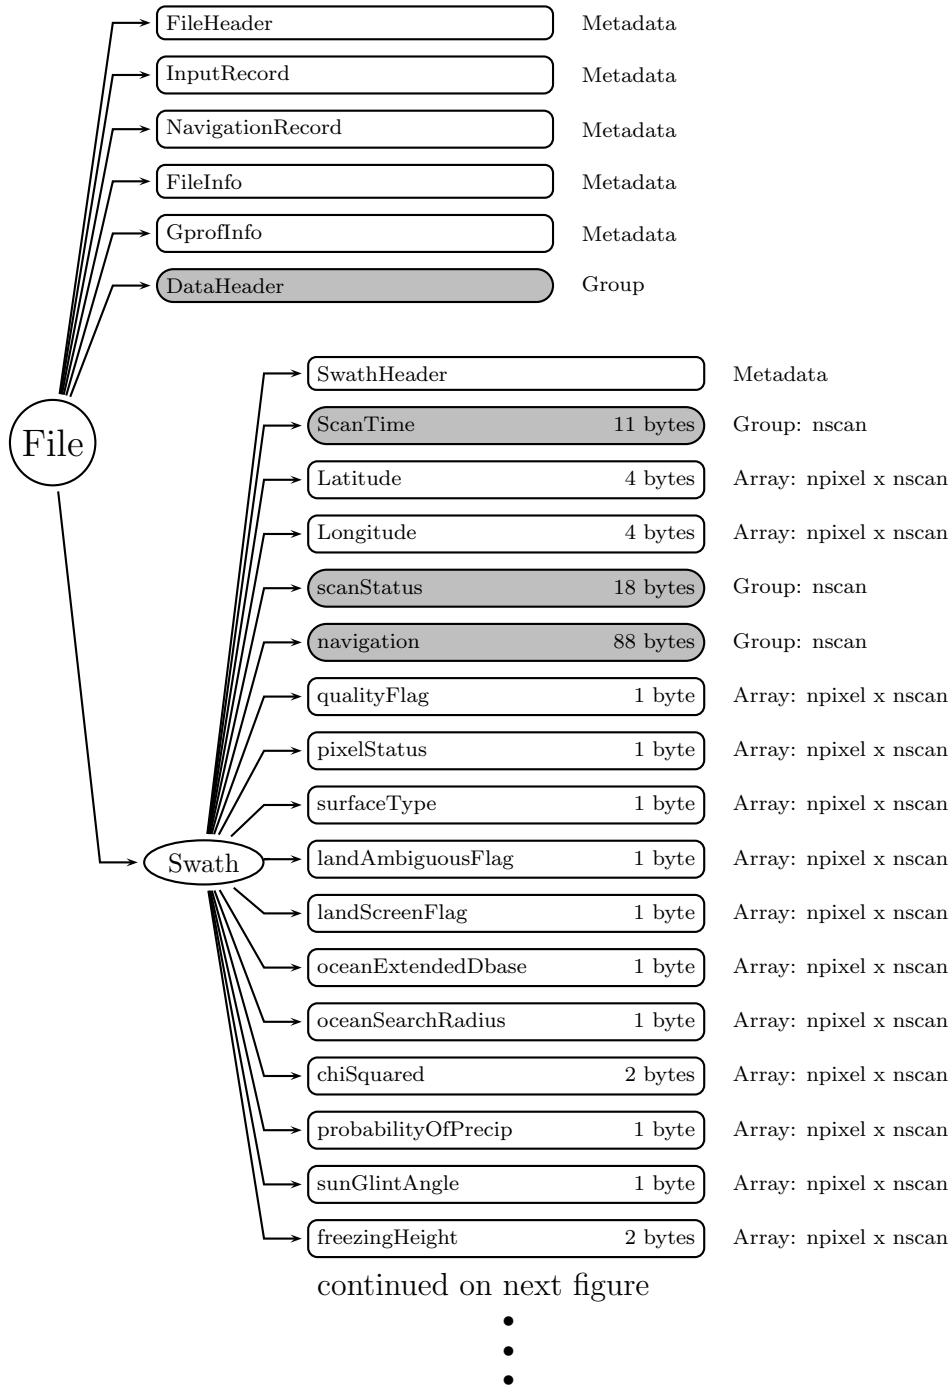 FileHeader Metadata
InputRecord Metadata
NavigationRecord Metadata
FileInfo Metadata
GprofInfo Metadata
DataHeader Group
SwathHeader Metadata
File
ScanTime 11 bytes Group: nscan
Latitude 4 bytes Array: npixel x nscan
Longitude 4 bytes Array: npixel x nscan
scanStatus 18 bytes Group: nscan
navigation 88 bytes Group: nscan
qualityFlag 1 byte Array: npixel x nscan
pixelStatus 1 byte Array: npixel x nscan
surfaceType 1 byte Array: npixel x nscan
Swath
landAmbiguousFlag 1 byte Array: npixel x nscan
landScreenFlag 1 byte Array: npixel x nscan
oceanExtendedDbase 1 byte Array: npixel x nscan
oceanSearchRadius 1 byte Array: npixel x nscan
chiSquared 2 bytes Array: npixel x nscan
probabilityOfPrecip 1 byte Array: npixel x nscan
sunGlintAngle 1 byte Array: npixel x nscan
freezingHeight 2 bytes Array: npixel x nscan
continued on next figure